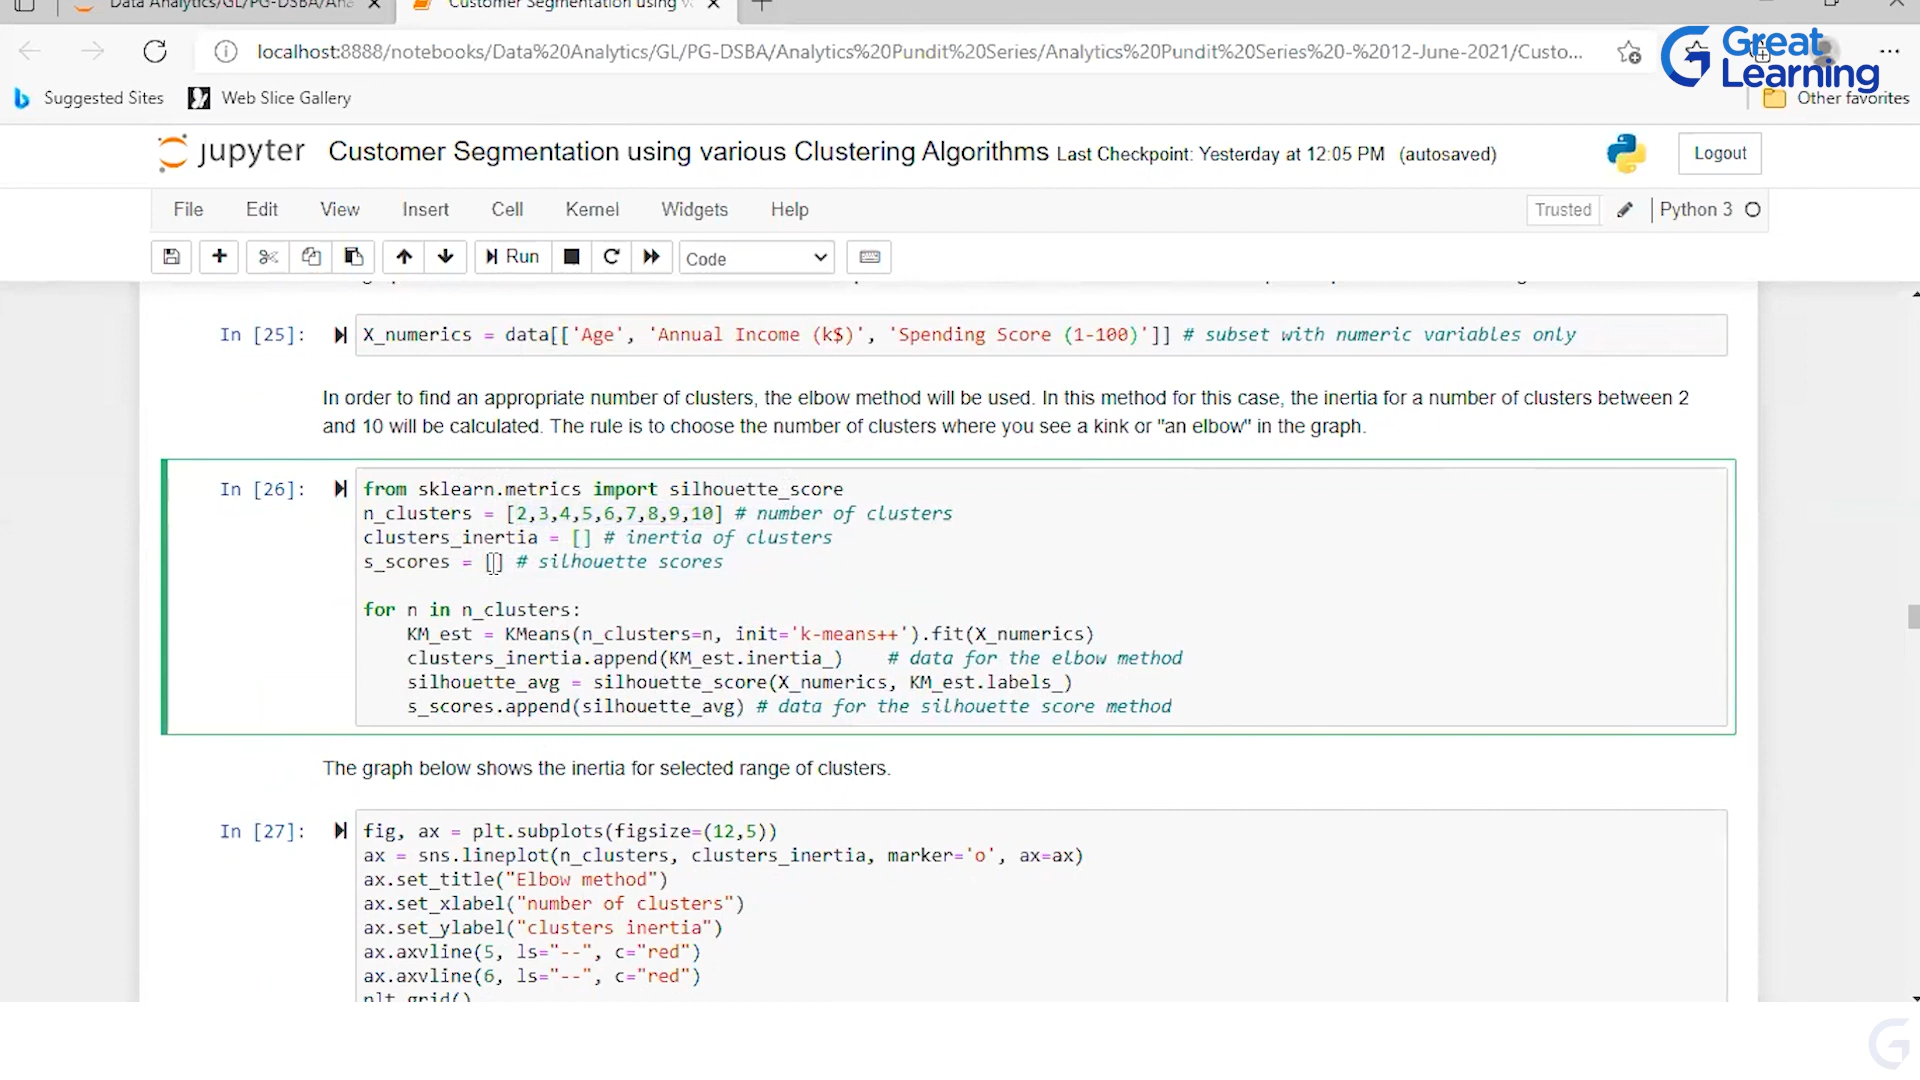 Data Analytics/GL/PG-DSBA/Ana
Customer Segmentation using v
localhost:8888/notebooks/Data%20Analytics/GL/PG-DSBA/Analytics%20Pundit%20Series/Analytics%20Pundit%20Series%20-%2012-June-2021/Custo...
Great
Learning
Suggested Sites
Web Slice Gallery
Other favorites
jupyter
Customer Segmentation using various Clustering Algorithms
Last Checkpoint: Yesterday at 12:05 PM (autosaved)
Logout
File Edit View Insert Cell Kernel Widgets Help
Trusted
Python 3
Run
Code
In [25]:
X_numerics = data[['Age', 'Annual Income (k$)', 'Spending Score (1-100)']] # subset with numeric variables only
In order to find an appropriate number of clusters, the elbow method will be used. In this method for this case, the inertia for a number of clusters between 2
and 10 will be calculated. The rule is to choose the number of clusters where you see a kink or "an elbow" in the graph.
In [26]:
from sklearn.metrics import silhouette_score
n_clusters = [2,3,4,5,6,7,8,9,10] # number of clusters
clusters_inertia = [] # inertia of clusters
s_scores = [] # silhouette scores
for n in n_clusters:
KM_est = KMeans(n_clusters=n, init='k-means++').fit(X_numerics)
clusters_inertia.append(KM_est.inertia_) # data for the elbow method
silhouette_avg = silhouette_score(X_numerics, KM_est.labels_)
s_scores.append(silhouette_avg) # data for the silhouette score method
The graph below shows the inertia for selected range of clusters.
In [27]:
fig, ax = plt.subplots(figsize=(12,5))
ax = sns.lineplot(n_clusters, clusters_inertia, marker='o', ax=ax)
ax.set_title("Elbow method")
ax.set_xlabel("number of clusters")
ax.set_ylabel("clusters inertia")
ax.axvline(5, ls="--", c="red")
ax.axvline(6, ls="--", c="red")
plt.grid()